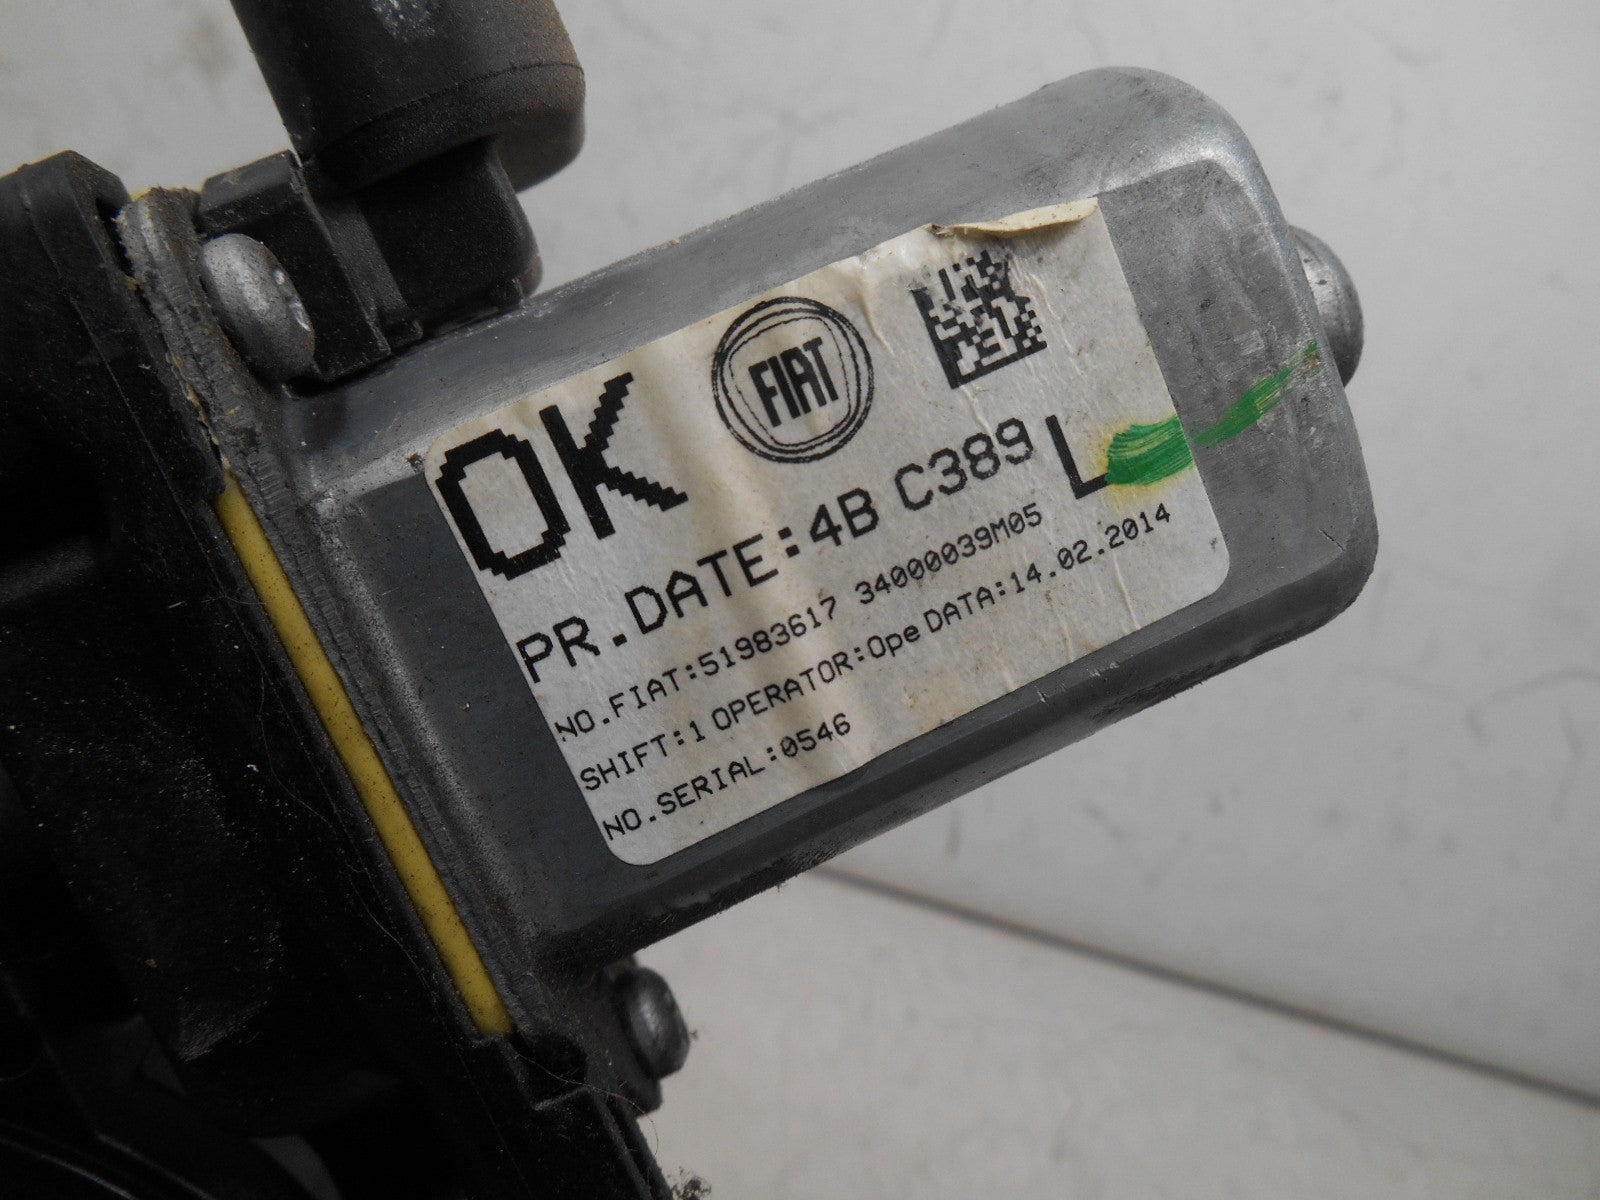 OK FIAT
PR.DATE:4B C389 L
NO.FIAT:51983617 34000039M05
SHIFT:1 OPERATOR:Ope DATA:14.02.2014
NO.SERIAL:0546